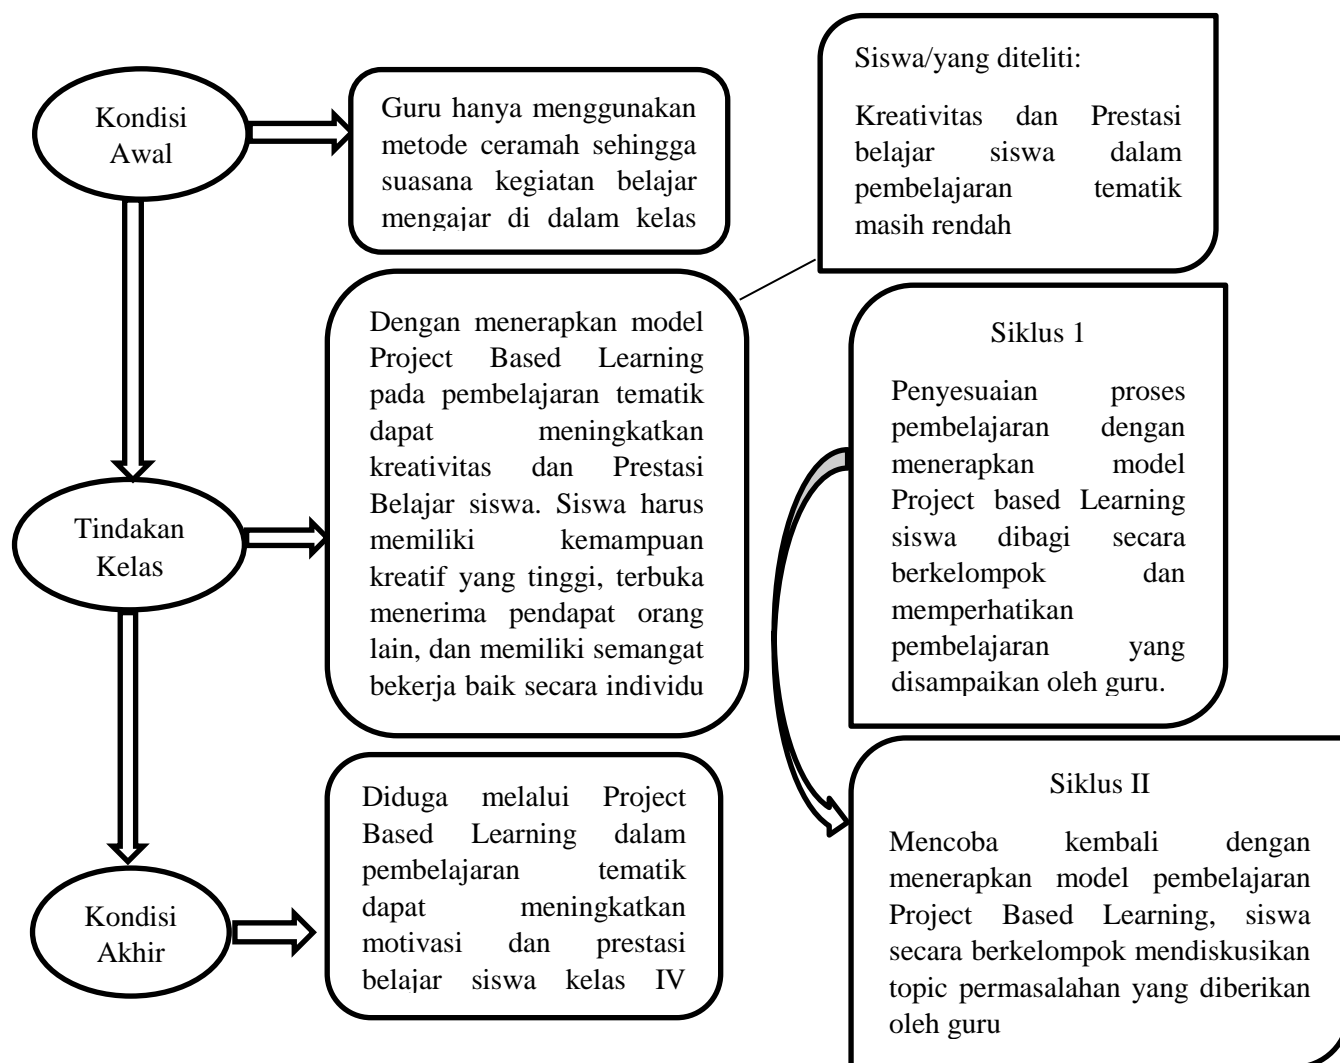 Kondisi
Awal
Guru hanya menggunakan
metode ceramah sehingga
suasana kegiatan belajar
mengajar di dalam kelas
Siswa/yang diteliti:
Kreativitas dan Prestasi
belajar siswa dalam
pembelajaran tematik
masih rendah
Tindakan
Kelas
Dengan menerapkan model
Project Based Learning
pada pembelajaran tematik
dapat meningkatkan
kreativitas dan Prestasi
Belajar siswa. Siswa harus
memiliki kemampuan
kreatif yang tinggi, terbuka
menerima pendapat orang
lain, dan memiliki semangat
bekerja baik secara individu
Siklus 1
Penyesuaian proses
pembelajaran dengan
menerapkan model
Project based Learning
siswa dibagi secara
berkelompok dan
memperhatikan
pembelajaran yang
disampaikan oleh guru.
Kondisi
Akhir
Diduga melalui Project
Based Learning dalam
pembelajaran tematik
dapat meningkatkan
motivasi dan prestasi
belajar siswa kelas IV
Siklus II
Mencoba kembali dengan
menerapkan model pembelajaran
Project Based Learning, siswa
secara berkelompok mendiskusikan
topic permasalahan yang diberikan
oleh guru